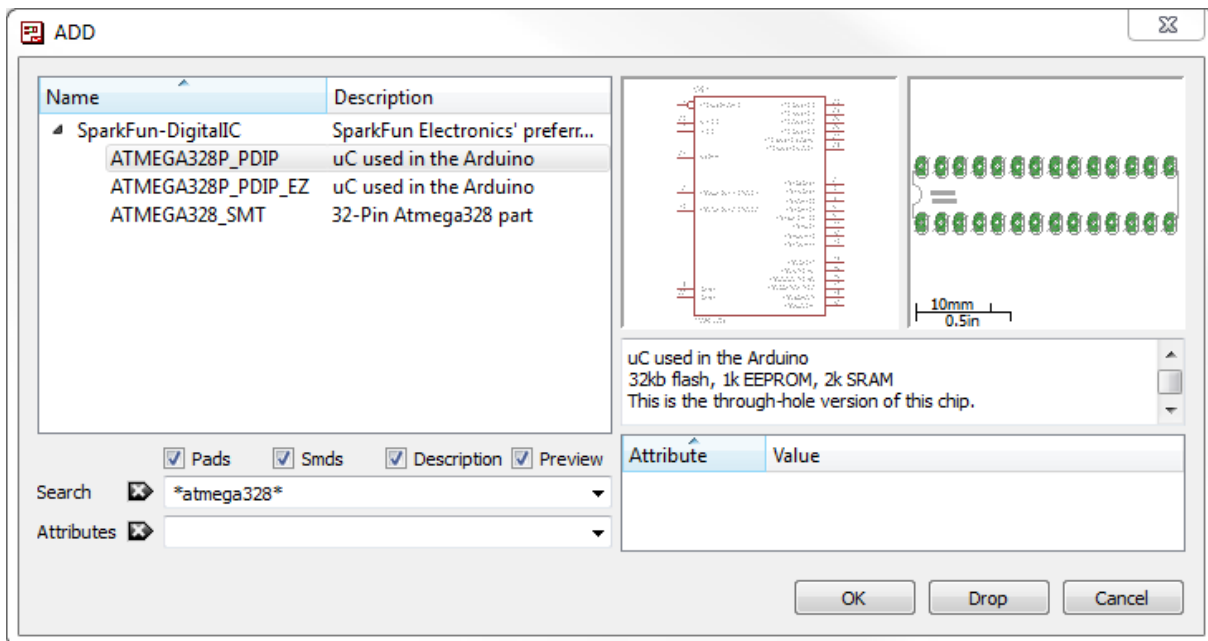 ADD
Name Description
SparkFun-DigitalIC SparkFun Electronics' preferr...
ATMEGA328P_PDIP uC used in the Arduino
ATMEGA328P_PDIP_EZ uC used in the Arduino
ATMEGA328_SMT 32-Pin Atmega328 part
Pads Smds Description Preview
Search *atmega328*
Attributes
10mm
0.5in
uC used in the Arduino
32kb flash, 1k EEPROM, 2k SRAM
This is the through-hole version of this chip.
Attribute Value
OK Drop Cancel